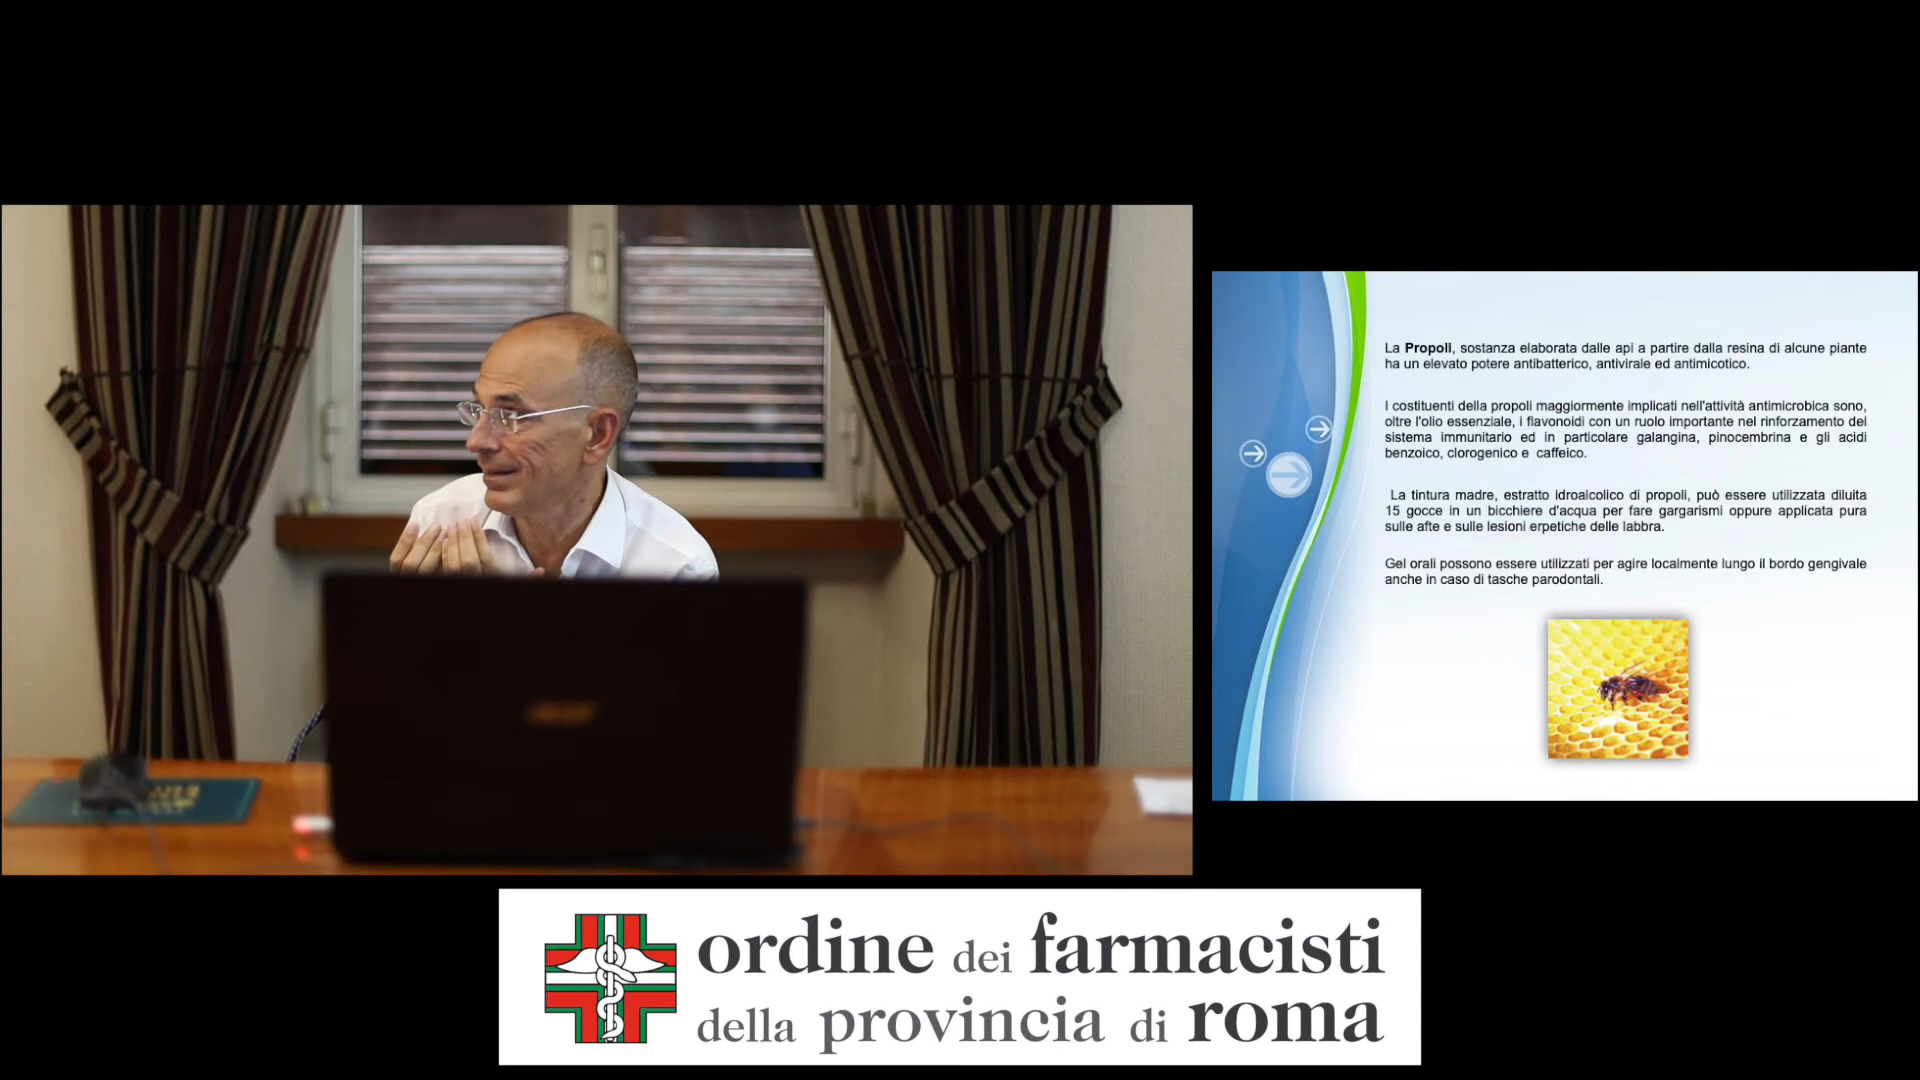 La Propoli, sostanza elaborata dalle api a partire dalla resina di alcune piante
ha un elevato potere antibatterico, antivirale ed antimicotico.
I costituenti della propoli maggiormente implicati nell'attività antimicrobica sono,
oltre l'olio essenziale, i flavonoidi con un ruolo importante nel rinforzamento del
sistema immunitario ed in particolare galangina, pinocembrina e gli acidi
benzoico, clorogenico e caffeico.
La tintura madre, estratto idroalcolico di propoli, può essere utilizzata diluita
15 gocce in un bicchiere d'acqua per fare gargarismi oppure applicata pura
sulle afte e sulle lesioni erpetiche delle labbra.
Gel orali possono essere utilizzati per agire localmente lungo il bordo gengivale
anche in caso di tasche parodontali.
acer
ordine dei farmacisti
della provincia di roma